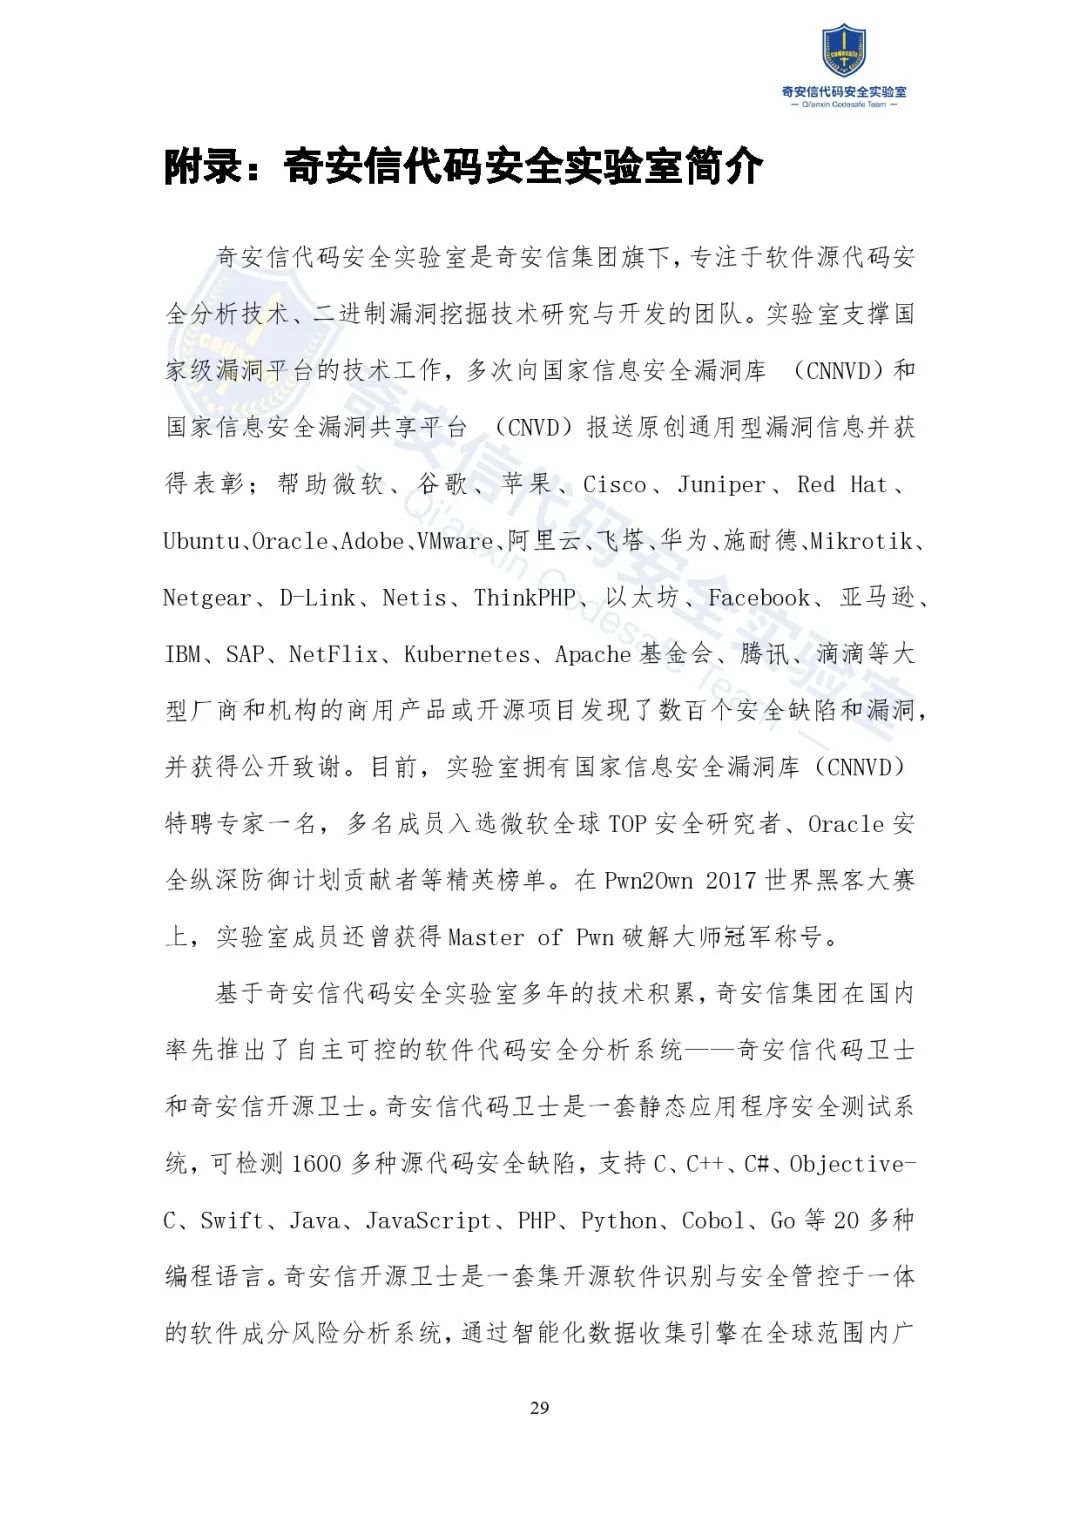 codesafe
奇安信代码安全实验室
— Qi'anxin Codesafe Team —
附录：奇安信代码安全实验室简介
奇安信代码安全实验室是奇安信集团旗下，专注于软件源代码安
全分析技术、二进制漏洞挖掘技术研究与开发的团队。实验室支撑国
家级漏洞平台的技术工作，多次向国家信息安全漏洞库 （CNNVD）和
国家信息安全漏洞共享平台 （CNVD）报送原创通用型漏洞信息并获
得表彰；帮助微软、谷歌、苹果、Cisco、Juniper、Red Hat、
Ubuntu、Oracle、Adobe、VMware、阿里云、飞塔、华为、施耐德、Mikrotik、
Netgear、D-Link、Netis、ThinkPHP、以太坊、Facebook、亚马逊、
IBM、SAP、NetFlix、Kubernetes、Apache 基金会、腾讯、滴滴等大
型厂商和机构的商用产品或开源项目发现了数百个安全缺陷和漏洞，
并获得公开致谢。目前，实验室拥有国家信息安全漏洞库（CNNVD）
特聘专家一名，多名成员入选微软全球 TOP 安全研究者、Oracle 安
全纵深防御计划贡献者等精英榜单。在 Pwn2Own 2017 世界黑客大赛
上，实验室成员还曾获得 Master of Pwn 破解大师冠军称号。
基于奇安信代码安全实验室多年的技术积累，奇安信集团在国内
率先推出了自主可控的软件代码安全分析系统——奇安信代码卫士
和奇安信开源卫士。奇安信代码卫士是一套静态应用程序安全测试系
统，可检测 1600 多种源代码安全缺陷，支持 C、C++、C#、Objective-
C、Swift、Java、JavaScript、PHP、Python、Cobol、Go 等 20 多种
编程语言。奇安信开源卫士是一套集开源软件识别与安全管控于一体
的软件成分风险分析系统，通过智能化数据收集引擎在全球范围内广
codesafe
奇安信代码安全实验室
— Qi'anxin Codesafe Team —
29